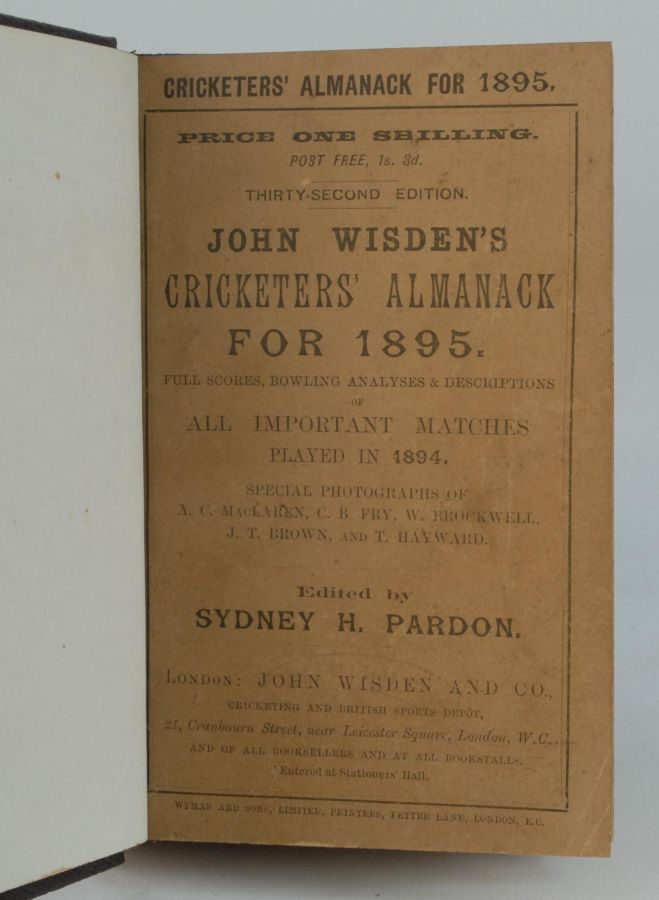 CRICKETERS' ALMANACK FOR 1895.
PRICE ONE SHILLING.
POST FREE, 1s. 3d.
THIRTY-SECOND EDITION.
JOHN WISDEN'S
CRICKETERS' ALMANACK
FOR 1895.
FULL SCORES, BOWLING ANALYSES & DESCRIPTIONS
OF
ALL IMPORTANT MATCHES
PLAYED IN 1894.
SPECIAL PHOTOGRAPHS OF
A. C. MACLAREN, C. B. FRY, W. BROCKWELL,
J. T. BROWN, AND T. HAYWARD.
Edited by
SYDNEY H. PARDON.
LONDON: JOHN WISDEN AND CO.,
CRICKETING AND BRITISH SPORTS DEPÔT,
21, Cranbourn Street, near Leicester Square, London, W.C.,
AND OF ALL BOOKSELLERS AND AT ALL BOOKSTALLS.
Entered at Stationers' Hall.
WYMAN AND SONS, LIMITED, PRINTERS, FETTER LANE, LONDON, E.C.